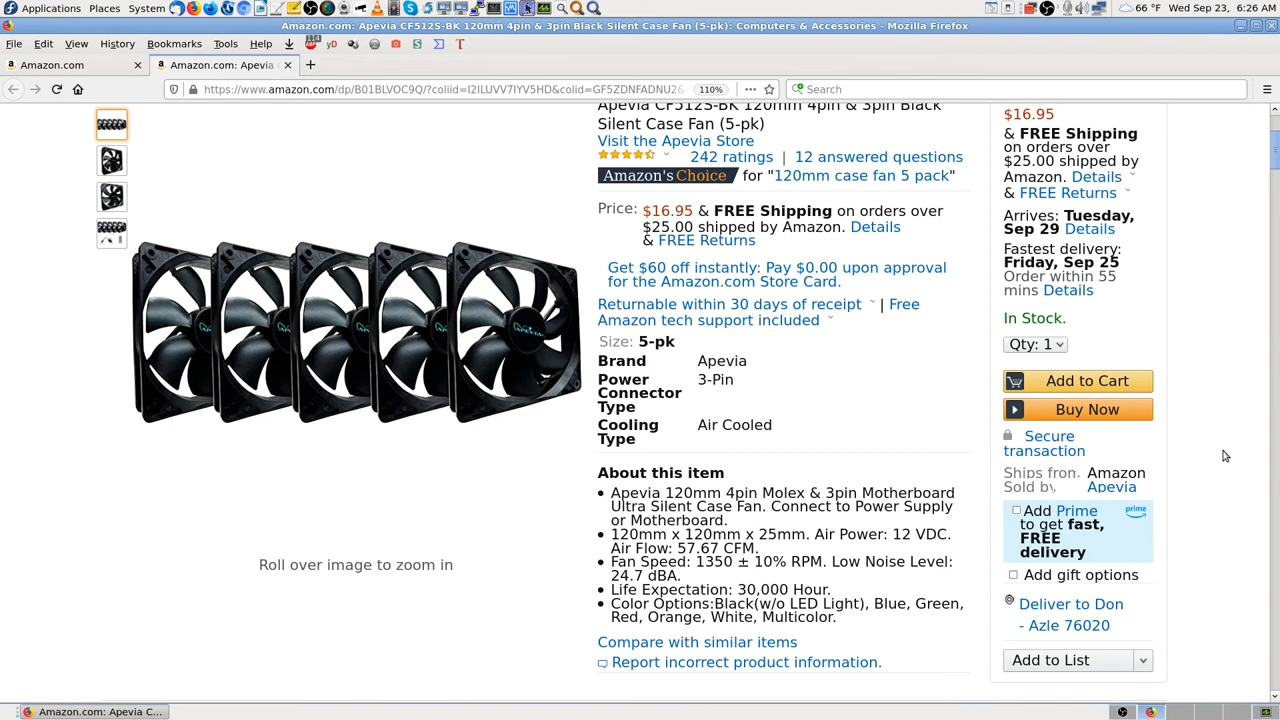 Applications Places System 66 °F Wed Sep 23, 6:26 AM
Amazon.com: Apevia CF512S-BK 120mm 4pin & 3pin Black Silent Case Fan (5-pk): Computers & Accessories - Mozilla Firefox
File Edit View History Bookmarks Tools Help
Amazon.com
Amazon.com: Apevia
110%
Search
Apevia CF512S-BK 120mm 4pin & 3pin Black
Silent Case Fan (5-pk)
Visit the Apevia Store
242 ratings | 12 answered questions
Amazon's Choice for "120mm case fan 5 pack"
Price: $16.95 & FREE Shipping on orders over
$25.00 shipped by Amazon. Details
& FREE Returns
Get $60 off instantly: Pay $0.00 upon approval
for the Amazon.com Store Card.
Returnable within 30 days of receipt | Free
Amazon tech support included
Size: 5-pk
Brand Apevia
Power 3-Pin
Connector
Type
Cooling Air Cooled
Type
About this item
Apevia 120mm 4pin Molex & 3pin Motherboard
Ultra Silent Case Fan. Connect to Power Supply
or Motherboard.
120mm x 120mm x 25mm. Air Power: 12 VDC.
Air Flow: 57.67 CFM.
Fan Speed: 1350 ± 10% RPM. Low Noise Level:
24.7 dBA.
Life Expectation: 30,000 Hour.
Color Options:Black(w/o LED Light), Blue, Green,
Red, Orange, White, Multicolor.
Compare with similar items
Report incorrect product information.
Roll over image to zoom in
$16.95
& FREE Shipping
on orders over
$25.00 shipped by
Amazon. Details
& FREE Returns
Arrives: Tuesday,
Sep 29 Details
Fastest delivery:
Friday, Sep 25
Order within 55
mins Details
In Stock.
Qty: 1
Add to Cart
Buy Now
Secure
transaction
Ships from Amazon
Sold by Apevia
Add Prime
to get fast,
FREE
delivery
prime
Add gift options
Deliver to Don
- Azle 76020
Add to List
Amazon.com: Apevia C...